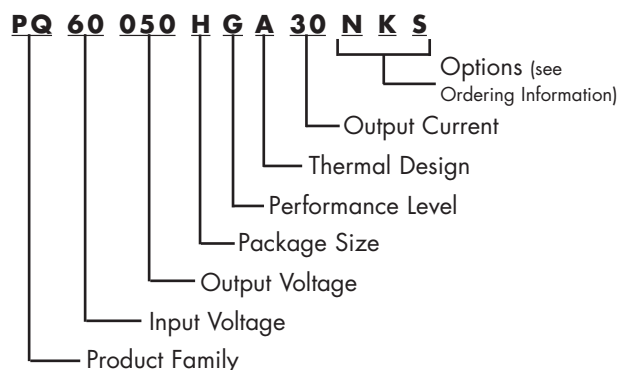 PQ 60 050 H G A 30 N K S
Options (see
Ordering Information)
Output Current
Thermal Design
Performance Level
Package Size
Output Voltage
Input Voltage
Product Family